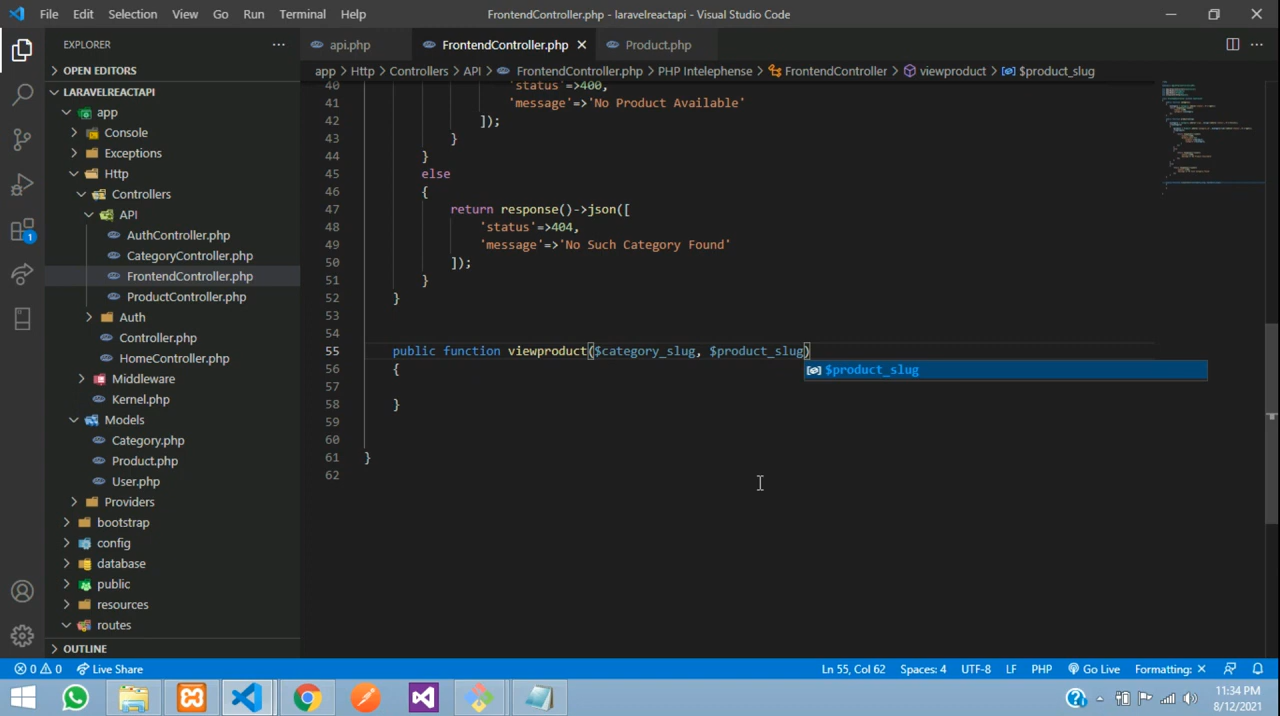 File Edit Selection View Go Run Terminal Help
FrontendController.php - laravelreactapi - Visual Studio Code
EXPLORER
OPEN EDITORS
LARAVELREACTAPI
app
Console
Exceptions
Http
Controllers
API
AuthController.php
CategoryController.php
FrontendController.php
ProductController.php
Auth
Controller.php
HomeController.php
Middleware
Kernel.php
Models
Category.php
Product.php
User.php
Providers
bootstrap
config
database
public
resources
routes
OUTLINE
1
api.php FrontendController.php Product.php
app > Http > Controllers > API > FrontendController.php > PHP Intelephense > FrontendController > viewproduct > $product_slug
40 'status'=>400,
41 'message'=>'No Product Available'
42 ]);
43 }
44 }
45 else
46 {
47 return response()->json([
48 'status'=>404,
49 'message'=>'No Such Category Found'
50 ]);
51 }
52 }
53
54
55 public function viewproduct($category_slug, $product_slug)
56 {
$product_slug
57
58 }
59
60
61 }
62
0 0 Live Share Ln 55, Col 62 Spaces: 4 UTF-8 LF PHP Go Live Formatting: ×
11:34 PM
8/12/2021